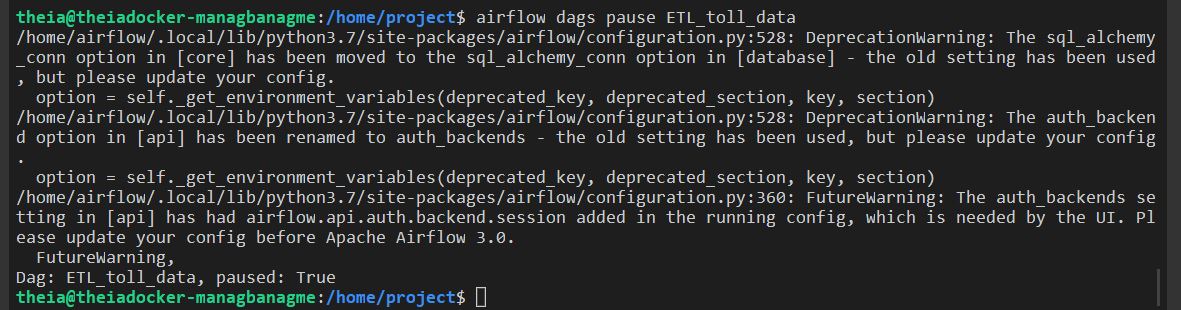 theia@theiadocker-managbanagme:/home/project$ airflow dags pause ETL_toll_data
/home/airflow/.local/lib/python3.7/site-packages/airflow/configuration.py:528: DeprecationWarning: The sql_alchemy
_conn option in [core] has been moved to the sql_alchemy_conn option in [database] - the old setting has been used
, but please update your config.
  option = self._get_environment_variables(deprecated_key, deprecated_section, key, section)
/home/airflow/.local/lib/python3.7/site-packages/airflow/configuration.py:528: DeprecationWarning: The auth_backen
d option in [api] has been renamed to auth_backends - the old setting has been used, but please update your config
.
  option = self._get_environment_variables(deprecated_key, deprecated_section, key, section)
/home/airflow/.local/lib/python3.7/site-packages/airflow/configuration.py:360: FutureWarning: The auth_backends se
tting in [api] has had airflow.api.auth.backend.session added in the running config, which is needed by the UI. Pl
ease update your config before Apache Airflow 3.0.
  FutureWarning,
Dag: ETL_toll_data, paused: True
theia@theiadocker-managbanagme:/home/project$